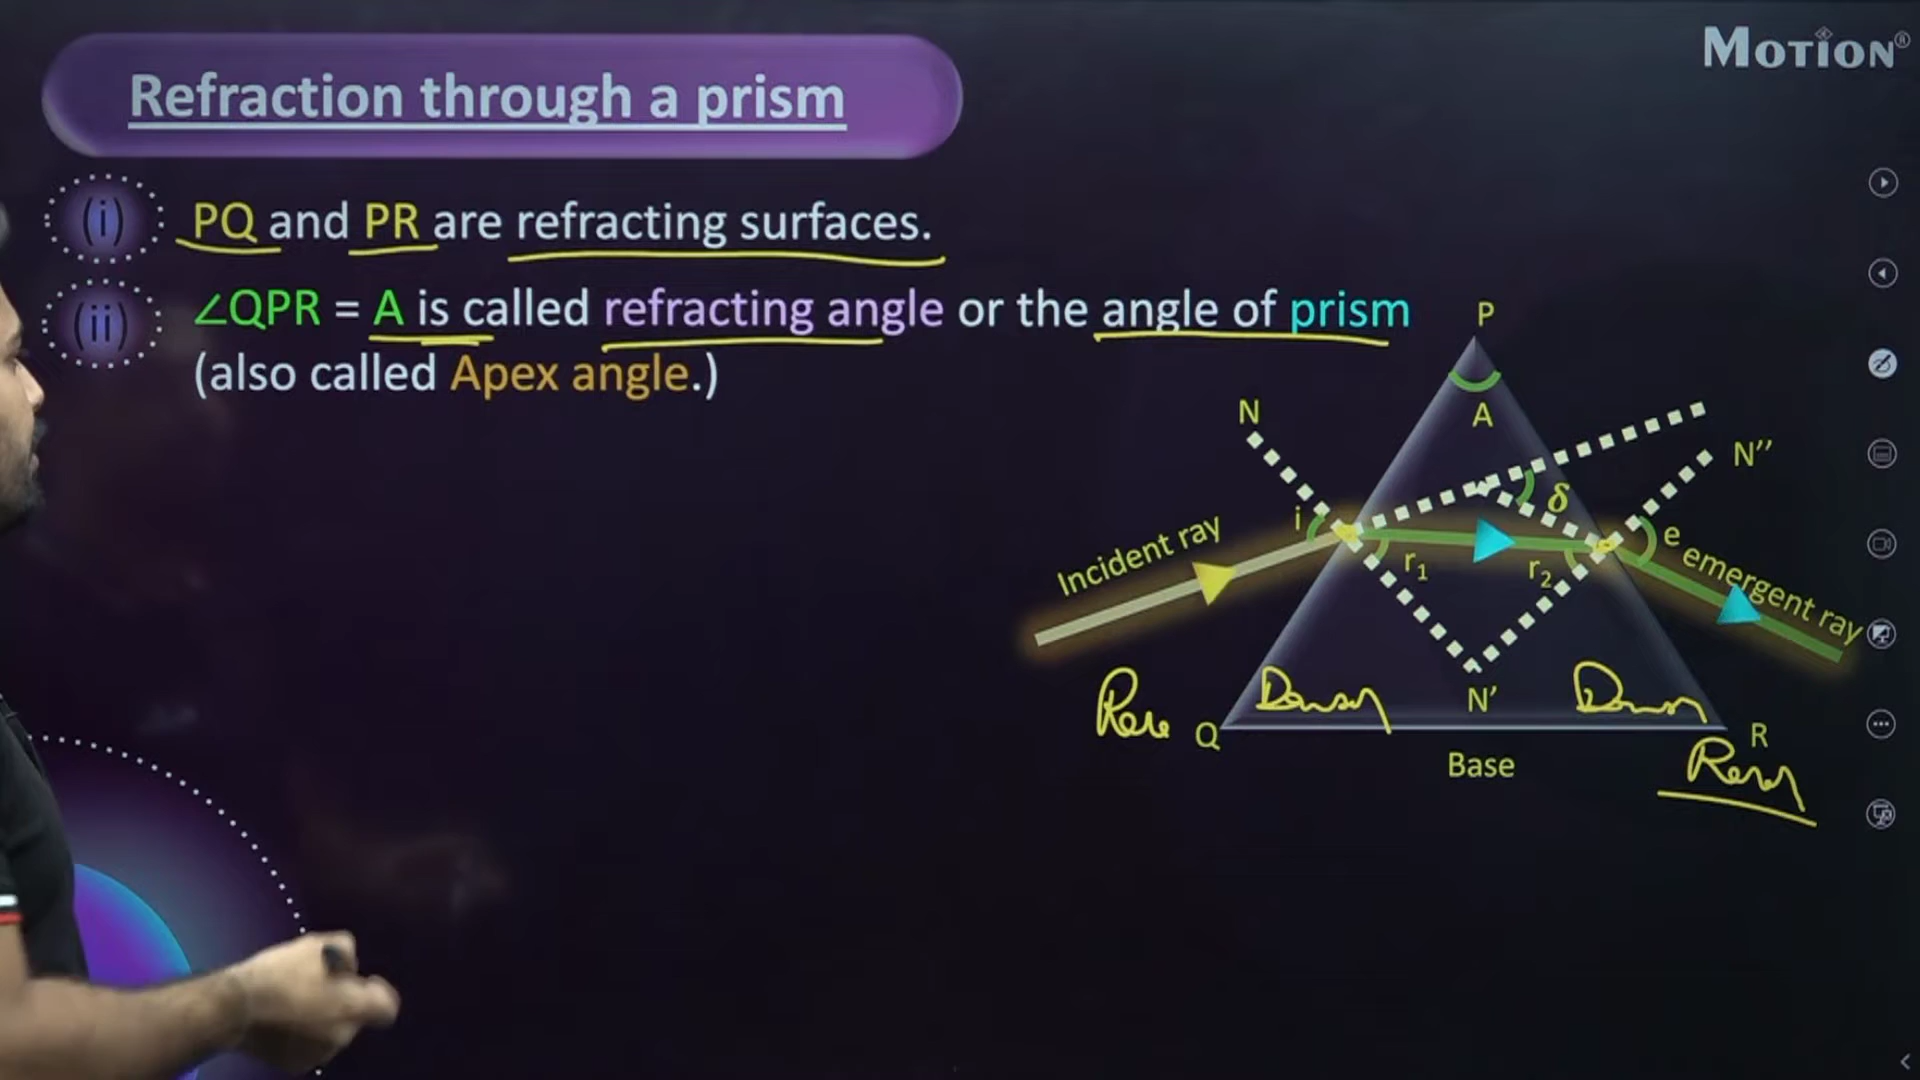 MOTION®
Refraction through a prism
(i) PQ and PR are refracting surfaces.
(ii) ∠QPR = A is called refracting angle or the angle of prism
(also called Apex angle.)
P
A
N
N''
δ
i
e
r₁
r₂
Incident ray
emergent ray
Rare
N'
Q
R
Base